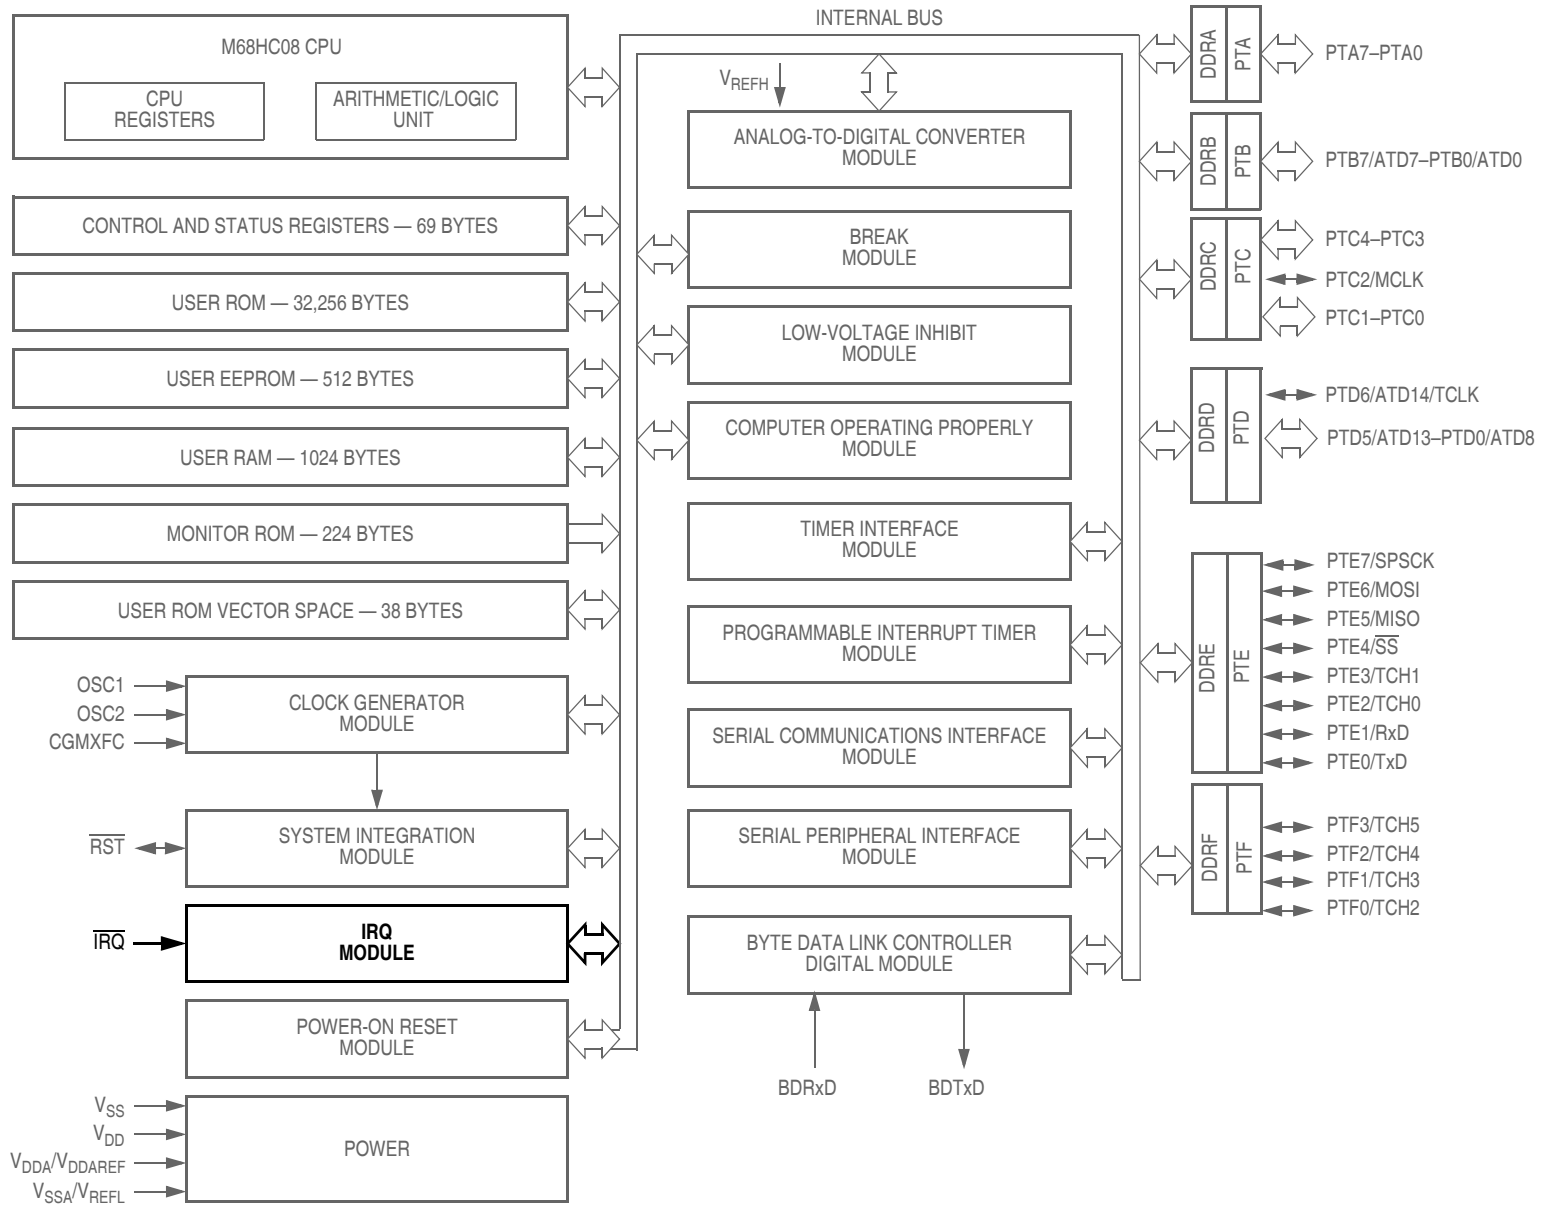 INTERNAL BUS
M68HC08 CPU
CPU
REGISTERS
ARITHMETIC/LOGIC
UNIT
CONTROL AND STATUS REGISTERS — 69 BYTES
USER ROM — 32,256 BYTES
USER EEPROM — 512 BYTES
USER RAM — 1024 BYTES
MONITOR ROM — 224 BYTES
USER ROM VECTOR SPACE — 38 BYTES
OSC1
OSC2
CGMXFC
CLOCK GENERATOR
MODULE
RST
SYSTEM INTEGRATION
MODULE
IRQ
IRQ
MODULE
POWER-ON RESET
MODULE
VSS
VDD
VDDA/VDDAREF
VSSA/VREFL
POWER
VREFH
ANALOG-TO-DIGITAL CONVERTER
MODULE
BREAK
MODULE
LOW-VOLTAGE INHIBIT
MODULE
COMPUTER OPERATING PROPERLY
MODULE
TIMER INTERFACE
MODULE
PROGRAMMABLE INTERRUPT TIMER
MODULE
SERIAL COMMUNICATIONS INTERFACE
MODULE
SERIAL PERIPHERAL INTERFACE
MODULE
BYTE DATA LINK CONTROLLER
DIGITAL MODULE
BDRxD
BDTxD
DDRA
PTA
PTA7–PTA0
DDRB
PTB
PTB7/ATD7–PTB0/ATD0
DDRC
PTC
PTC4–PTC3
PTC2/MCLK
PTC1–PTC0
DDRD
PTD
PTD6/ATD14/TCLK
PTD5/ATD13–PTD0/ATD8
DDRE
PTE
PTE7/SPSCK
PTE6/MOSI
PTE5/MISO
PTE4/SS
PTE3/TCH1
PTE2/TCH0
PTE1/RxD
PTE0/TxD
DDRF
PTF
PTF3/TCH5
PTF2/TCH4
PTF1/TCH3
PTF0/TCH2